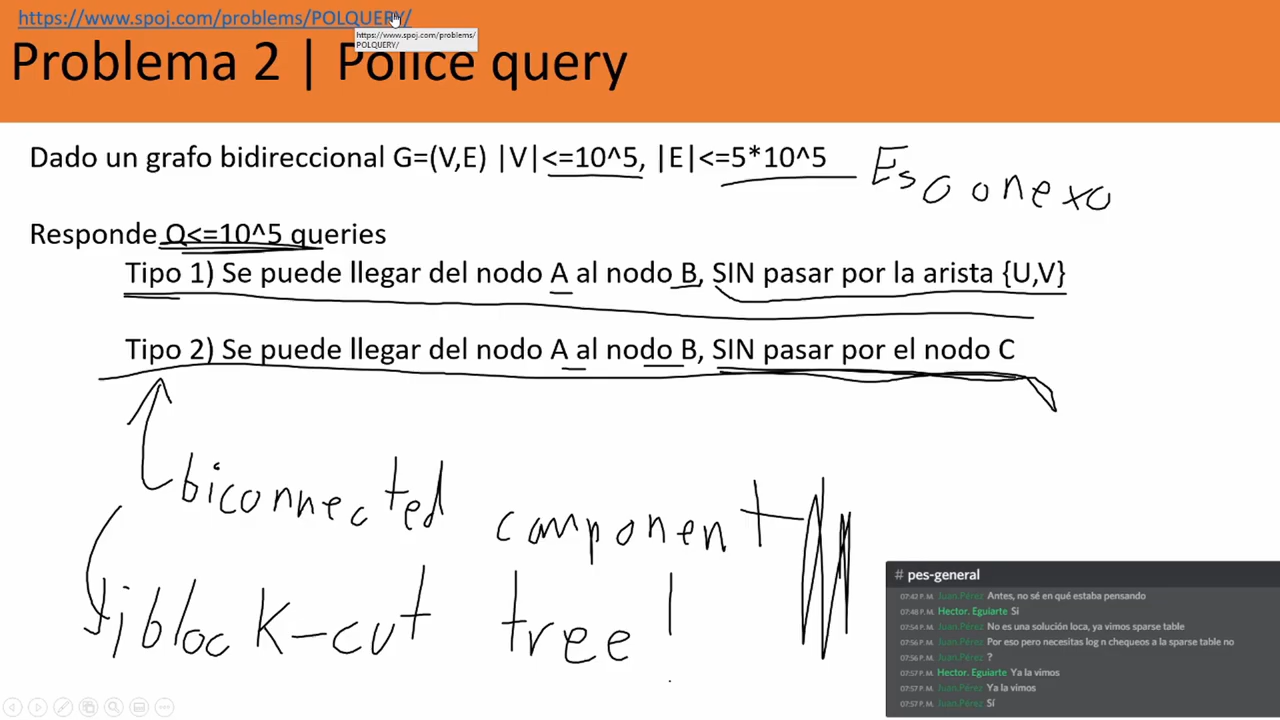 https://www.spoj.com/problems/POLQUERY/
https://www.spoj.com/problems/
POLQUERY/
Problema 2 | Police query
Dado un grafo bidireccional G=(V,E) |V|<=10^5, |E|<=5*10^5
Es conexo
Responde Q<=10^5 queries
Tipo 1) Se puede llegar del nodo A al nodo B, SIN pasar por la arista {U,V}
Tipo 2) Se puede llegar del nodo A al nodo B, SIN pasar por el nodo C
biconnected component
¡block-cut tree!
# pes-general
07:42 P. M. Juan.Pérez Antes, no sé en qué estaba pensando
07:48 P. M. Hector. Eguiarte Si
07:54 P. M. Juan.Pérez No es una solución loca, ya vimos sparse table
07:56 P. M. Juan.Pérez Por eso pero necesitas log n chequeos a la sparse table no
07:56 P. M. Juan.Pérez ?
07:57 P. M. Hector. Eguiarte Ya la vimos
07:57 P. M. Juan.Pérez Ya la vimos
07:57 P. M. Juan.Pérez Sí